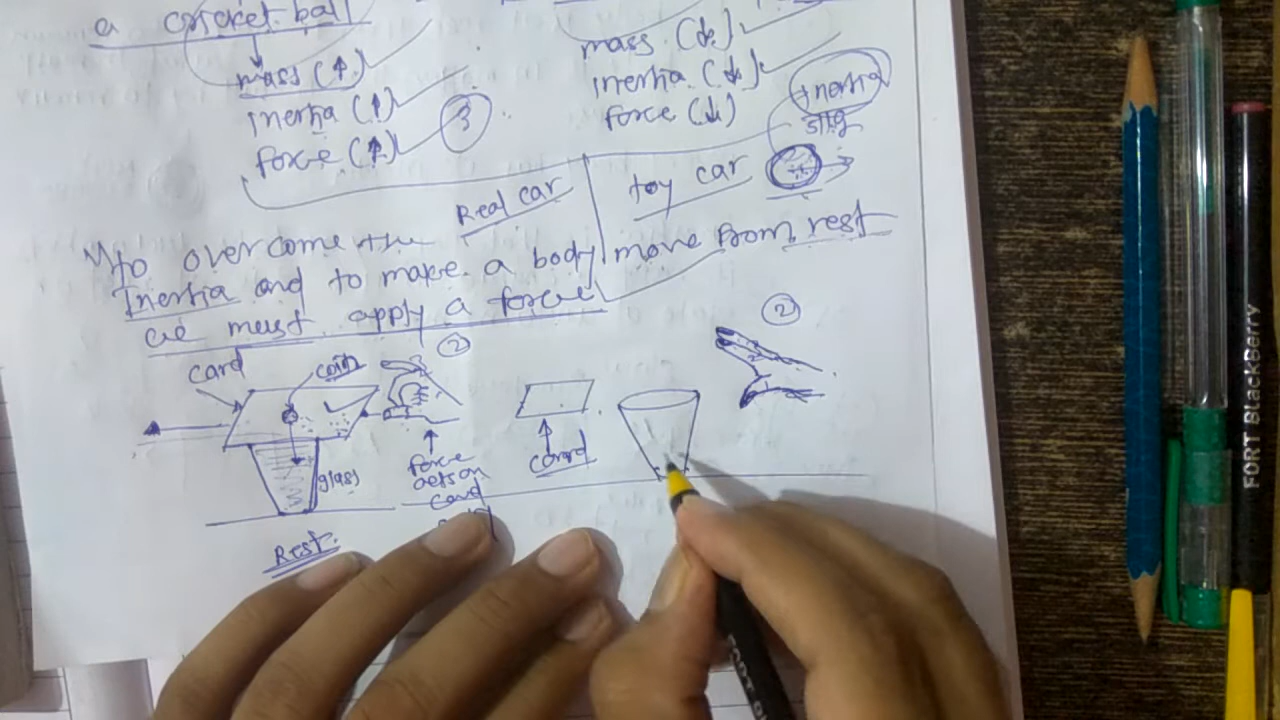 a cricket ball
mass (↑)
inertia (↑)
force (↑)
3
mass (↓)
inertia (↓)
force (↓)
inertia
Real car
toy car
to overcome the
Inertia and to make a body move from rest
we must apply a force
card
coin
2
2
glass
force
acts on
card
card
Rest
FORT BlackBerry